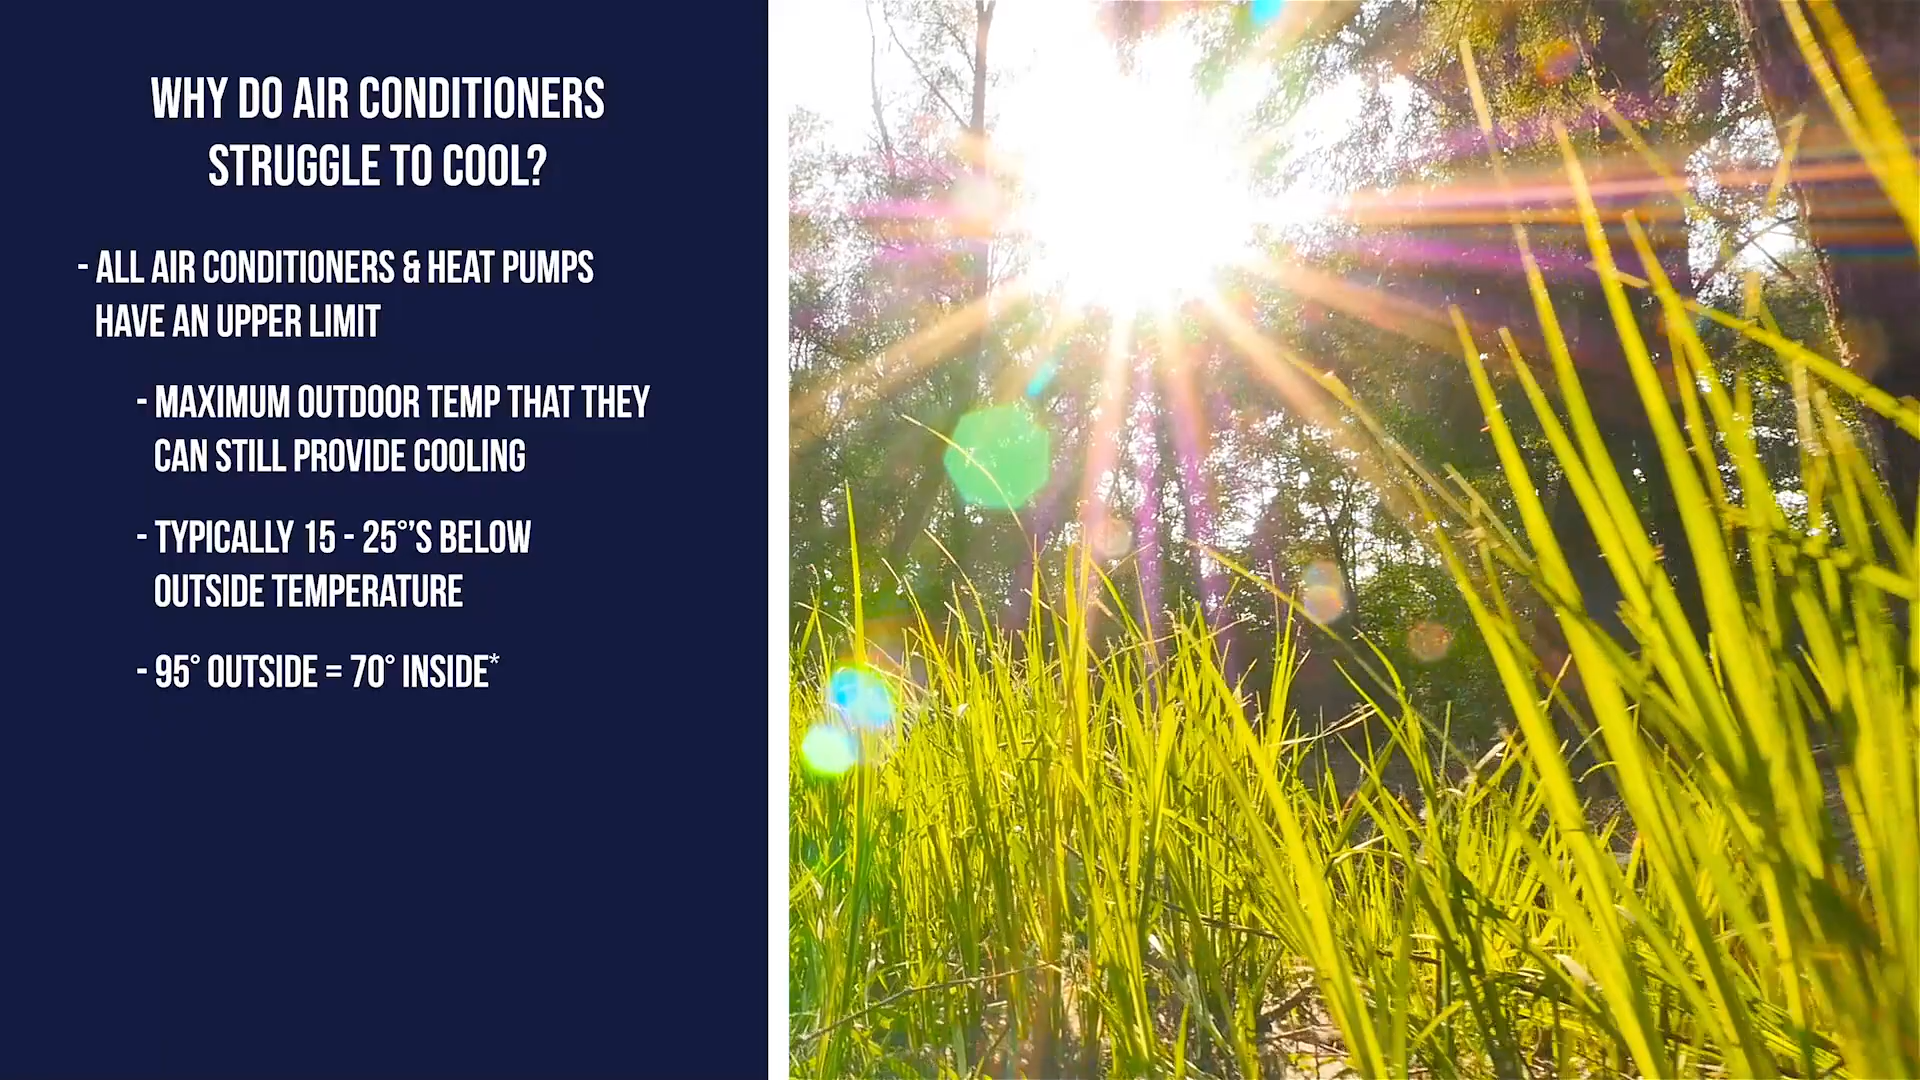 WHY DO AIR CONDITIONERS
STRUGGLE TO COOL?
- ALL AIR CONDITIONERS & HEAT PUMPS
HAVE AN UPPER LIMIT
- MAXIMUM OUTDOOR TEMP THAT THEY
CAN STILL PROVIDE COOLING
- TYPICALLY 15 - 25°'S BELOW
OUTSIDE TEMPERATURE
- 95° OUTSIDE = 70° INSIDE*